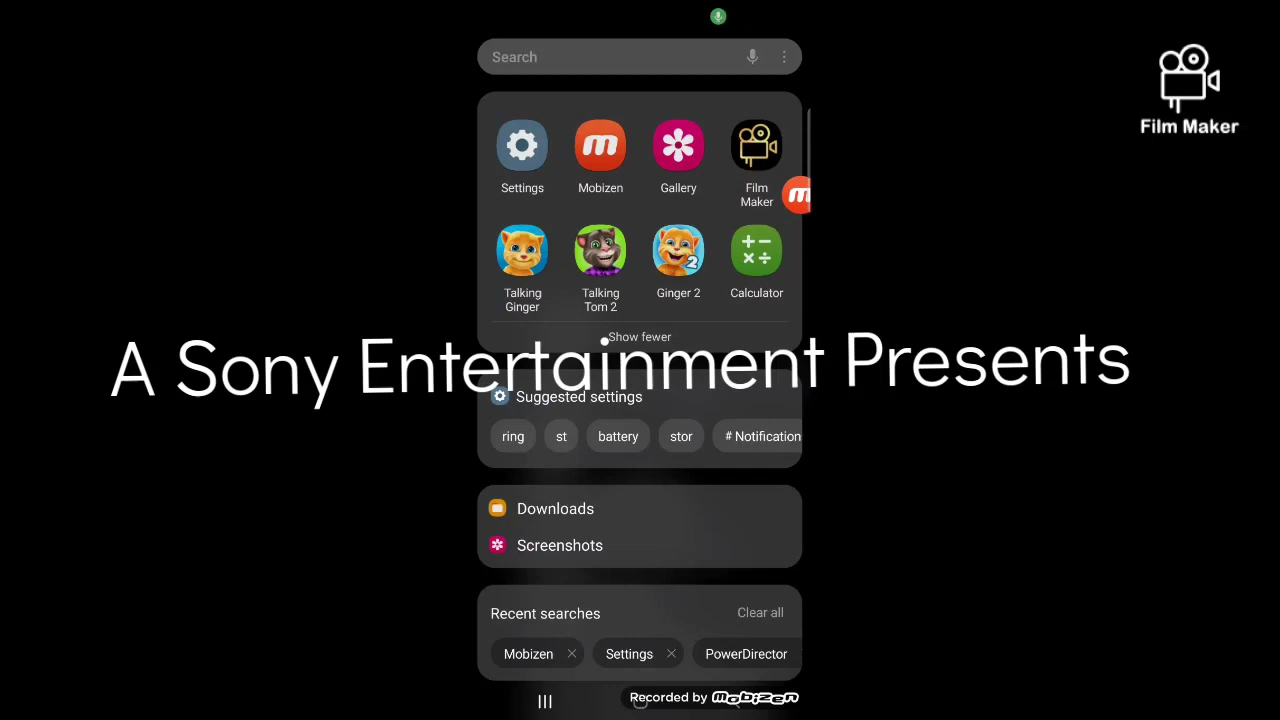 Search
Film Maker
Settings
Mobizen
Gallery
Film
Maker
Talking
Ginger
Talking
Tom 2
Ginger 2
2
Calculator
Show fewer
A Sony Entertainment Presents
Suggested settings
ring
st
battery
stor
# Notification
Downloads
Screenshots
Recent searches
Clear all
Mobizen
Settings
PowerDirector
Recorded by Mobizen